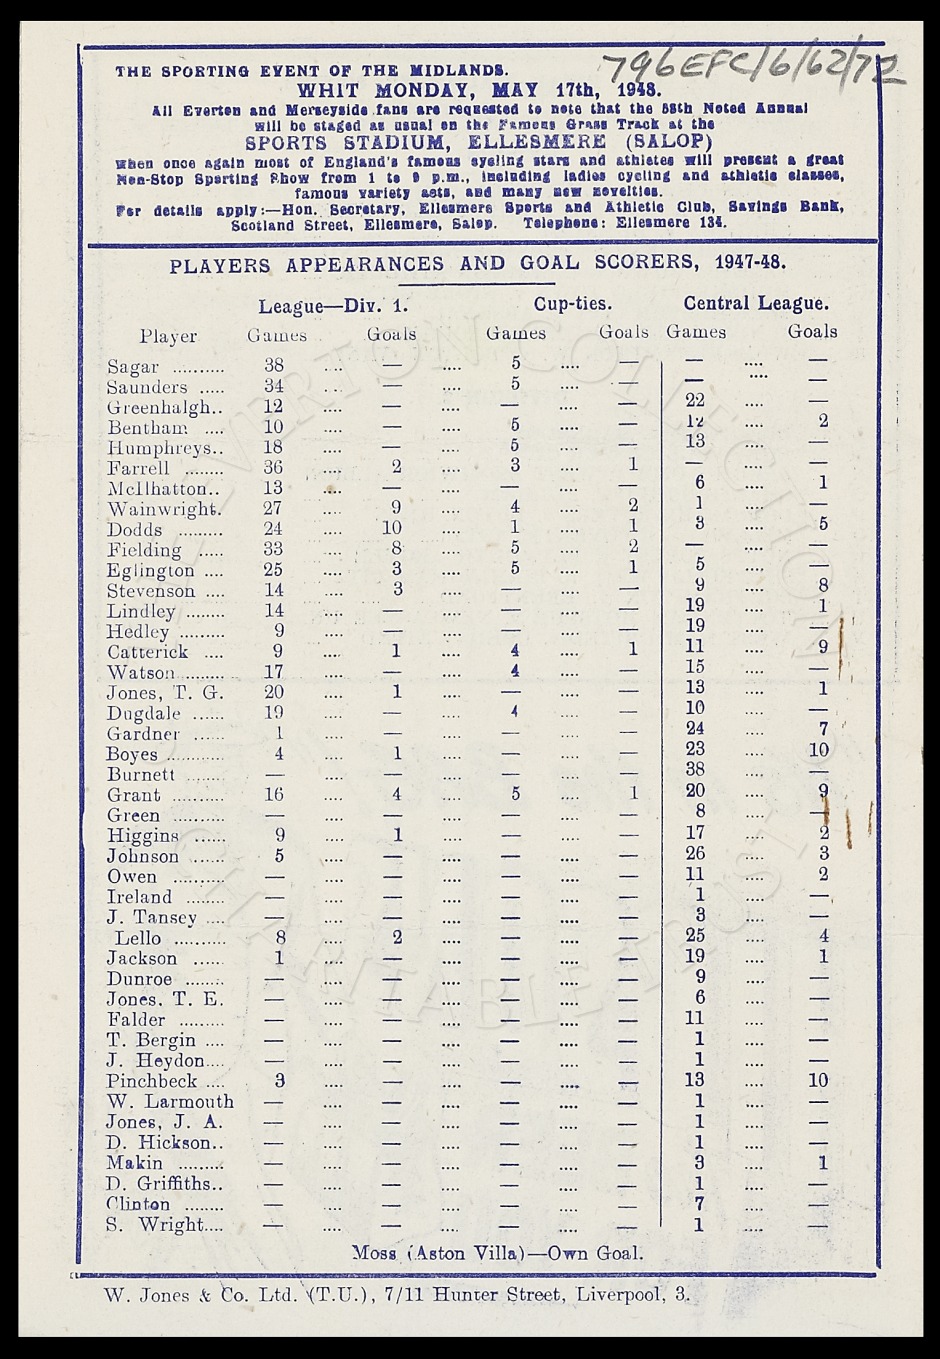 796EFC/6/62/72
THE SPORTING EVENT OF THE MIDLANDS.
WHIT MONDAY, MAY 17th, 1948.
All Everton and Merseyside fans are requested to note that the 58th Noted Annual
will be staged as usual on the Famous Grass Track at the
SPORTS STADIUM, ELLESMERE (SALOP)
when once again most of England's famous cycling stars and athletes will present a great
Non-Stop Sporting Show from 1 to 9 p.m., including ladies cycling and athletic classes,
famous variety acts, and many new novelties.
For details apply:—Hon. Secretary, Ellesmere Sports and Athletic Club, Savings Bank,
Scotland Street, Ellesmere, Salop. Telephone: Ellesmere 134.
PLAYERS APPEARANCES AND GOAL SCORERS, 1947-48.
League—Div. 1. Cup-ties. Central League.
Player Games Goals Games Goals Games Goals
Sagar .......... 38 .... — .... 5 .... — — .... —
Saunders ..... 34 .... — .... 5 .... — — .... —
Greenhalgh.. 12 .... — .... — .... — 22 .... —
Bentham .... 10 .... — .... 5 .... — 12 .... 2
Humphreys.. 18 .... — .... 5 .... — 13 .... —
Farrell ........ 36 .... 2 .... 3 .... 1 — .... —
McIlhatton.. 13 .... — .... — .... — 6 .... 1
Wainwright. 27 .... 9 .... 4 .... 2 1 .... —
Dodds ......... 24 .... 10 .... 1 .... 1 3 .... 5
Fielding ..... 33 .... 8 .... 5 .... 2 — .... —
Eglington .... 25 .... 3 .... 5 .... 1 5 .... —
Stevenson .... 14 .... 3 .... — .... — 9 .... 8
Lindley ........ 14 .... — .... — .... — 19 .... 1
Hedley ......... 9 .... — .... — .... — 19 .... —
Catterick .... 9 .... 1 .... 4 .... 1 11 .... 9
Watson ......... 17 .... — .... 4 .... — 15 .... —
Jones, T. G. 20 .... 1 .... — .... — 13 .... 1
Dugdale ...... 19 .... — .... 4 .... — 10 .... —
Gardner ...... 1 .... — .... — .... — 24 .... 7
Boyes ............ 4 .... 1 .... — .... — 23 .... 10
Burnett ........ — .... — .... — .... — 38 .... —
Grant .......... 16 .... 4 .... 5 .... 1 20 .... 9
Green .......... — .... — .... — .... — 8 .... —
Higgins ...... 9 .... 1 .... — .... — 17 .... 2
Johnson ...... 5 .... — .... — .... — 26 .... 3
Owen .......... — .... — .... — .... — 11 .... 2
Ireland ........ — .... — .... — .... — 1 .... —
J. Tansey .... — .... — .... — .... — 3 .... —
Lello .......... 8 .... 2 .... — .... — 25 .... 4
Jackson ...... 1 .... — .... — .... — 19 .... 1
Dunroe ........ — .... — .... — .... — 9 .... —
Jones. T. E. — .... — .... — .... — 6 .... —
Falder ......... — .... — .... — .... — 11 .... —
T. Bergin .... — .... — .... — .... — 1 .... —
J. Heydon.... — .... — .... — .... — 1 .... —
Pinchbeck .... 3 .... — .... — .... — 13 .... 10
W. Larmouth — .... — .... — .... — 1 .... —
Jones, J. A. — .... — .... — .... — 1 .... —
D. Hickson.. — .... — .... — .... — 1 .... —
Makin ......... — .... — .... — .... — 3 .... 1
D. Griffiths.. — .... — .... — .... — 1 .... —
Clinton ........ — .... — .... — .... — 7 .... —
S. Wright.... — .... — .... — .... — 1 .... —
Moss (Aston Villa)—Own Goal.
W. Jones & Co. Ltd. (T.U.), 7/11 Hunter Street, Liverpool, 3.